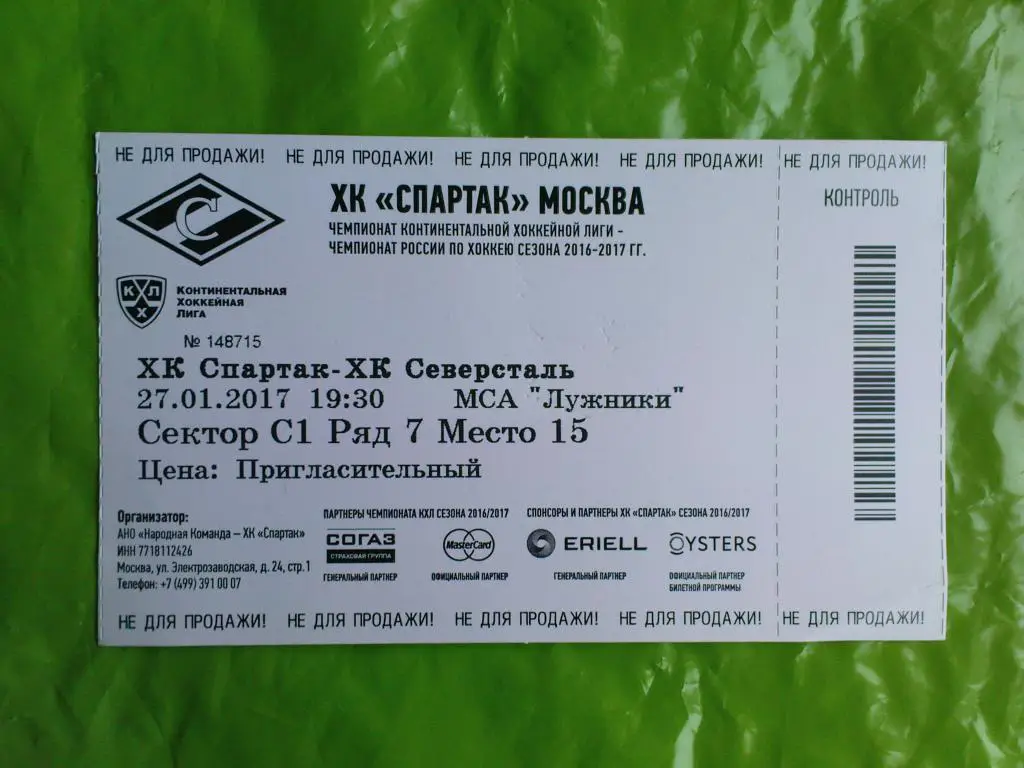 НЕ ДЛЯ ПРОДАЖИ! НЕ ДЛЯ ПРОДАЖИ! НЕ ДЛЯ ПРОДАЖИ! НЕ ДЛЯ ПРОДАЖИ! НЕ ДЛЯ ПРОДАЖИ!
С
ХК «СПАРТАК» МОСКВА
ЧЕМПИОНАТ КОНТИНЕНТАЛЬНОЙ ХОККЕЙНОЙ ЛИГИ –
ЧЕМПИОНАТ РОССИИ ПО ХОККЕЮ СЕЗОНА 2016-2017 ГГ.
КОНТРОЛЬ
КХЛ
КОНТИНЕНТАЛЬНАЯ
ХОККЕЙНАЯ
ЛИГА
№ 148715
ХК Спартак-ХК Северсталь
27.01.2017 19:30 МСА "Лужники"
Сектор С1 Ряд 7 Место 15
Цена: Пригласительный
Организатор:
АНО «Народная Команда – ХК «Спартак»
ИНН 7718112426
Москва, ул. Электрозаводская, д. 24, стр.1
Телефон: +7 (499) 391 00 07
ПАРТНЕРЫ ЧЕМПИОНАТА КХЛ СЕЗОНА 2016/2017
СОГАЗ
СТРАХОВАЯ ГРУППА
ГЕНЕРАЛЬНЫЙ ПАРТНЕР
MasterCard
ОФИЦИАЛЬНЫЙ ПАРТНЕР
СПОНСОРЫ И ПАРТНЕРЫ ХК «СПАРТАК» СЕЗОНА 2016/2017
ERIELL
ГЕНЕРАЛЬНЫЙ ПАРТНЕР
OYSTERS
ОФИЦИАЛЬНЫЙ ПАРТНЕР
БИЛЕТНОЙ ПРОГРАММЫ
НЕ ДЛЯ ПРОДАЖИ! НЕ ДЛЯ ПРОДАЖИ! НЕ ДЛЯ ПРОДАЖИ! НЕ ДЛЯ ПРОДАЖИ! НЕ ДЛЯ ПРОДАЖИ!